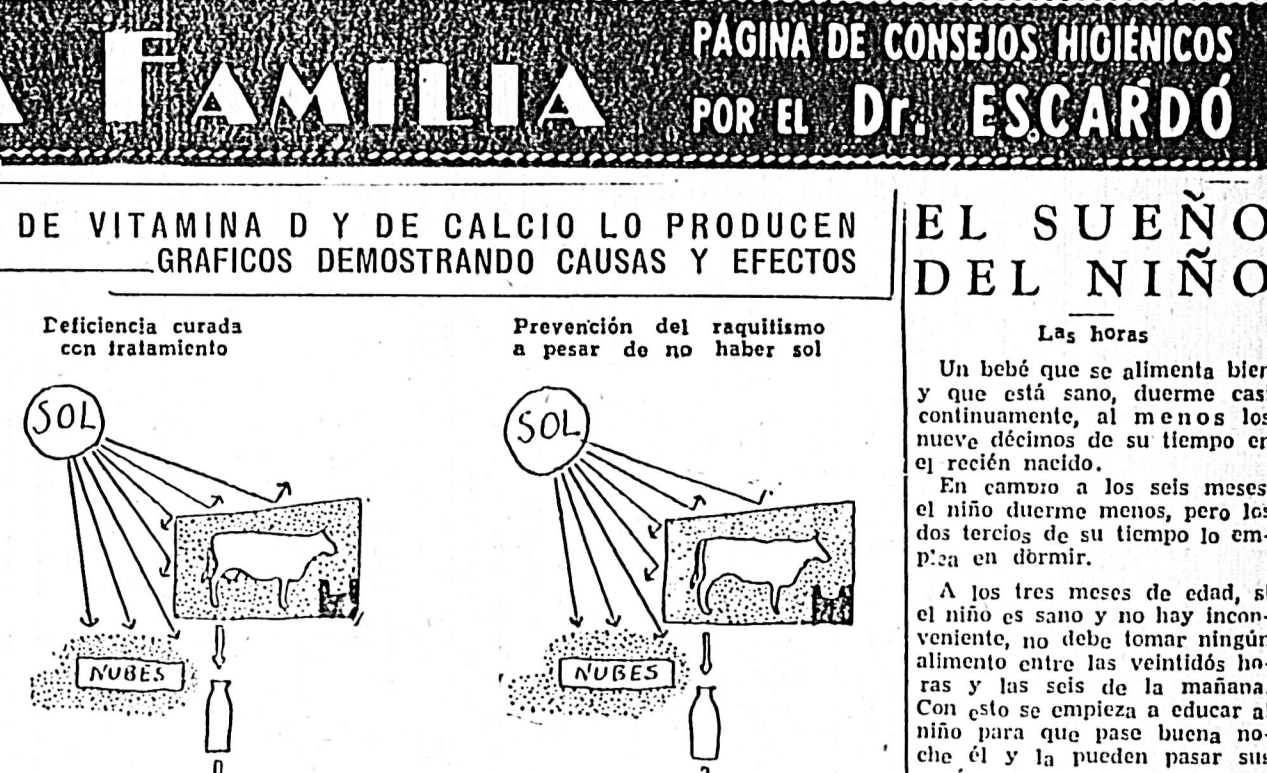 A FAMILIA
PÁGINA DE CONSEJOS HIGIÉNICOS
POR EL Dr. ESCARDÓ
DE VITAMINA D Y DE CALCIO LO PRODUCEN
GRAFICOS DEMOSTRANDO CAUSAS Y EFECTOS
Deficiencia curada
con tratamiento
SOL
NUBES
Prevención del raquitismo
a pesar de no haber sol
SOL
NUBES
EL SUEÑO
DEL NIÑO
Las horas
Un bebé que se alimenta bien
y que está sano, duerme casi
continuamente, al menos los
nueve décimos de su tiempo en
el recién nacido.
En cambio a los seis meses
el niño duerme menos, pero los
dos tercios de su tiempo lo em-
plea en dormir.
A los tres meses de edad, si
el niño es sano y no hay incon-
veniente, no debe tomar ningún
alimento entre las veintidós ho-
ras y las seis de la mañana.
Con esto se empieza a educar al
niño para que pase buena no-
che él y la pueden pasar sus